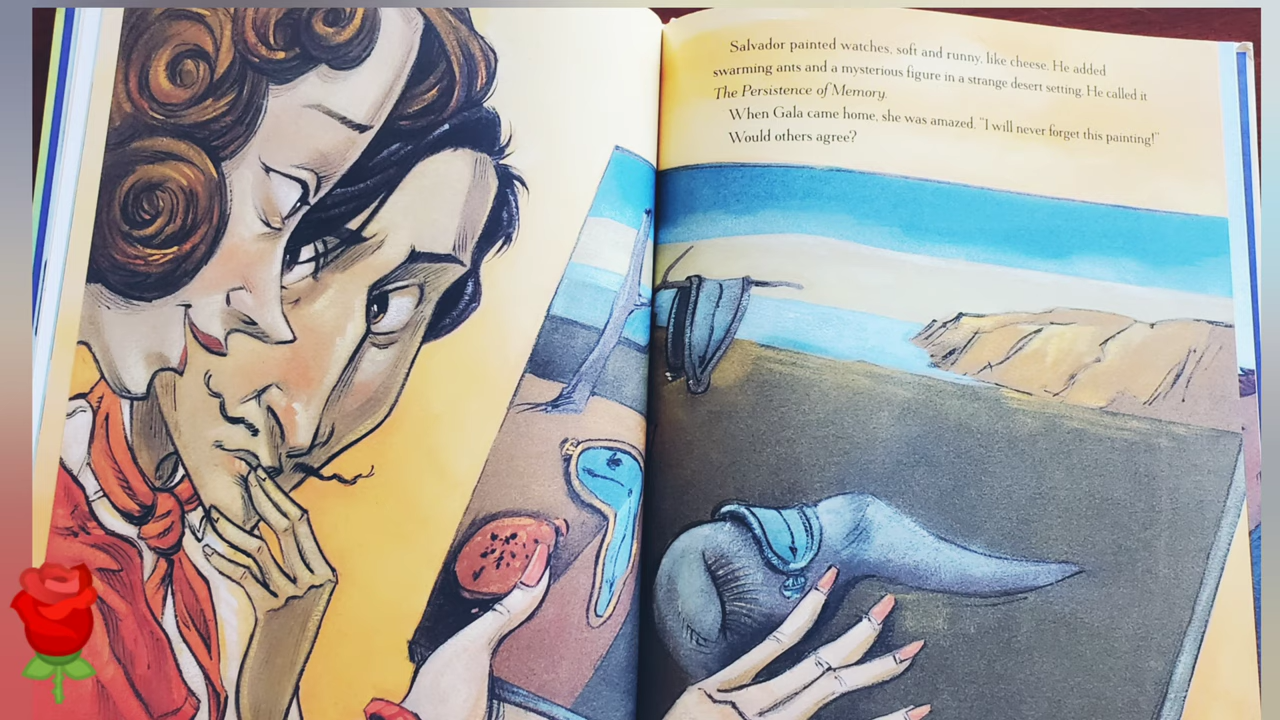 Salvador painted watches, soft and runny, like cheese. He added
swarming ants and a mysterious figure in a strange desert setting. He called it
The Persistence of Memory.
When Gala came home, she was amazed. "I will never forget this painting!"
Would others agree?